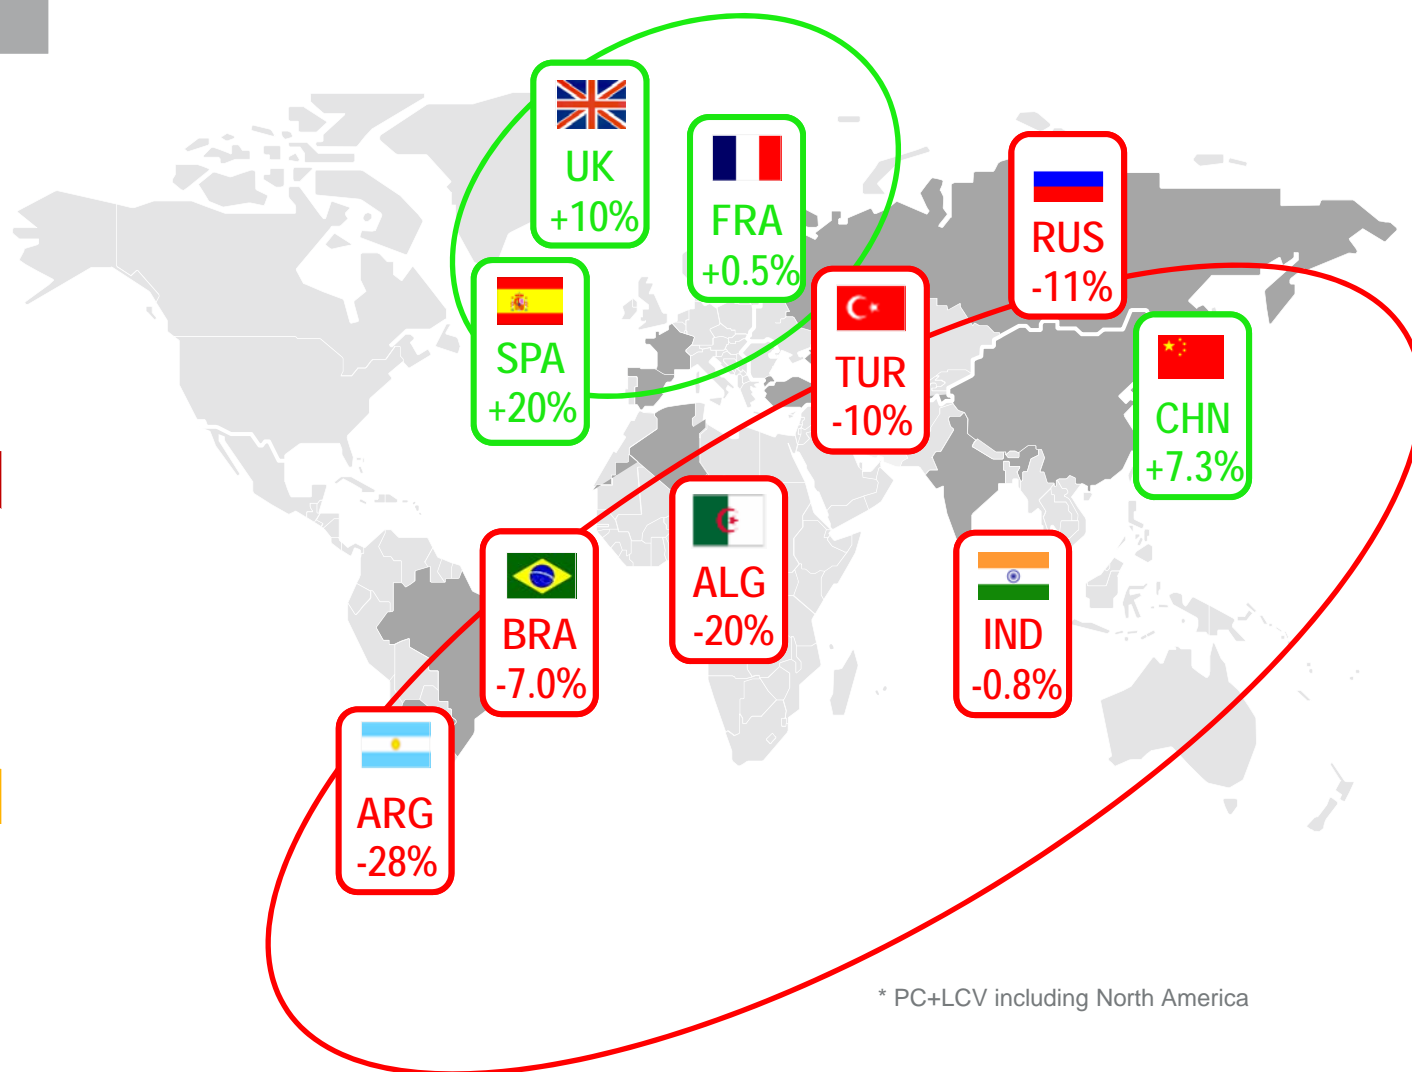 UK
+10%
FRA
+0.5%
RUS
-11%
SPA
+20%
TUR
-10%
CHN
+7.3%
ALG
-20%
BRA
-7.0%
IND
-0.8%
ARG
-28%
* PC+LCV including North America